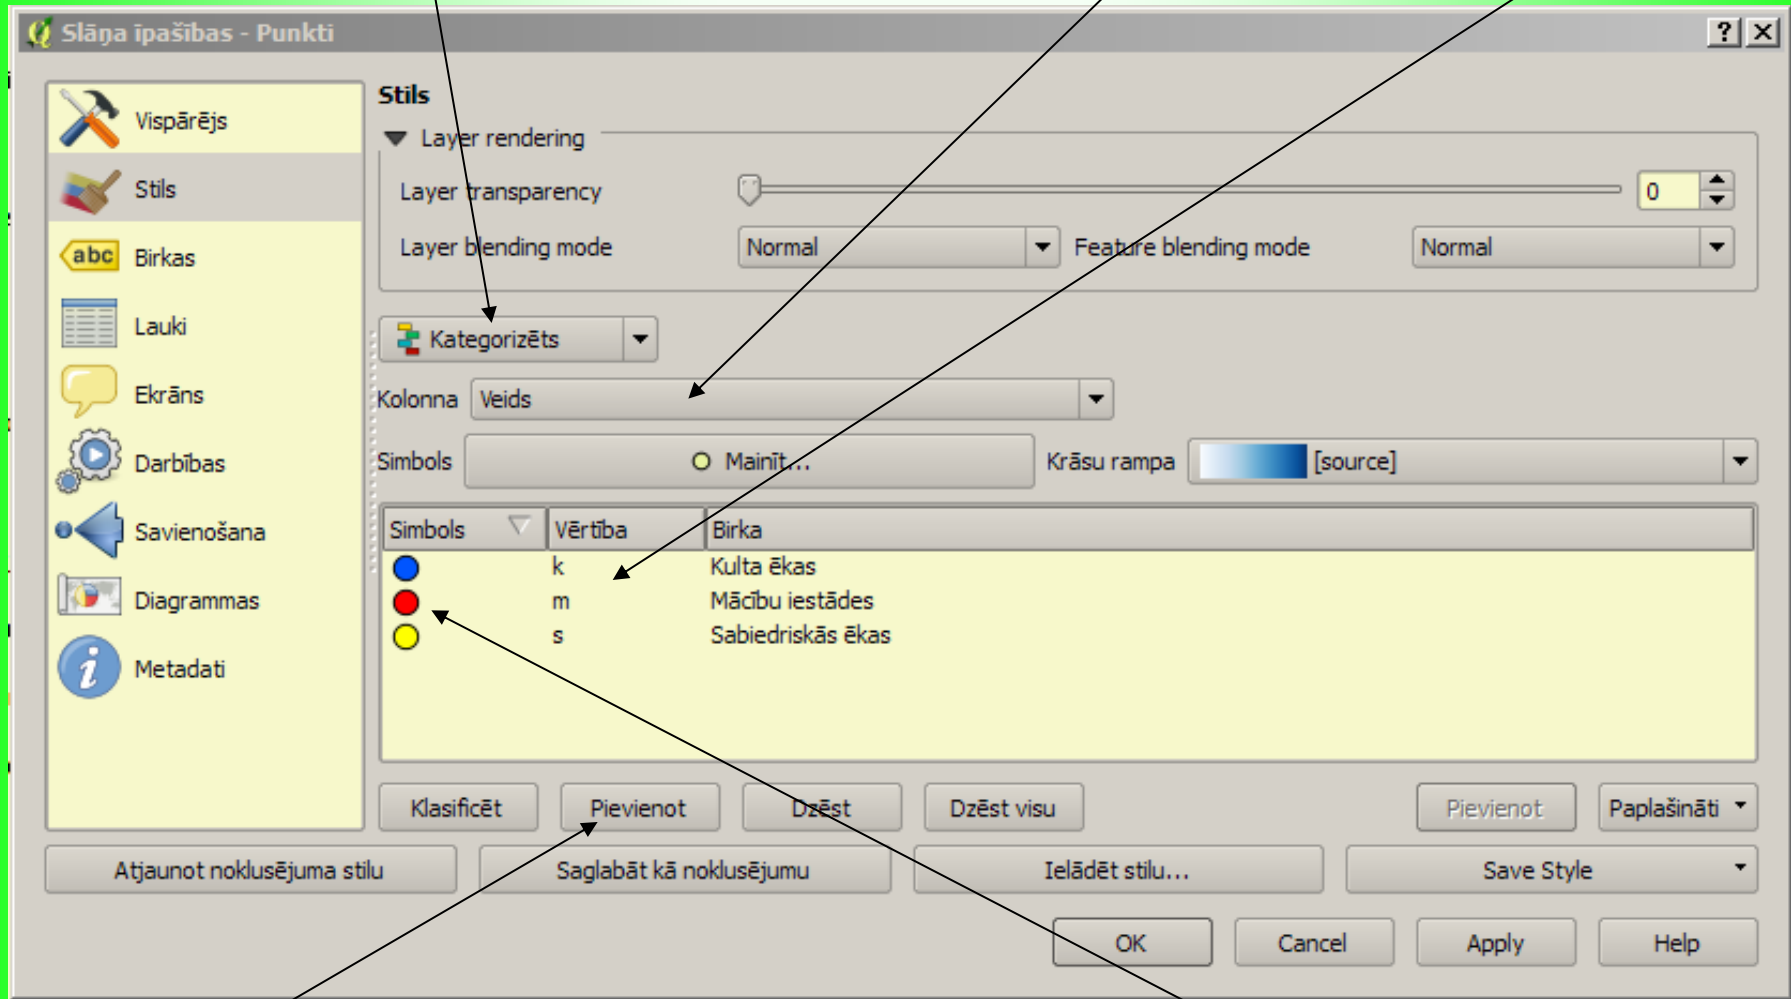 Slāņa īpašības - Punkti
Vispārējs
Stils
Birkas
Lauki
Ekrāns
Darbības
Savienošana
Diagrammas
Metadati
Stils
Layer rendering
Layer transparency 0
Layer blending mode Normal Feature blending mode Normal
Kategorizēts
Kolonna Veids
Simbols Mainīt... Krāsu rampa [source]
Simbols Vērtība Birka
k Kulta ēkas
m Mācību iestādes
s Sabiedriskās ēkas
Klasificēt Pievienot Dzēst Dzēst visu Pievienot Paplašināti
Atjaunot noklusējuma stilu Saglabāt kā noklusējumu Ielādēt stilu... Save Style
OK Cancel Apply Help
abc